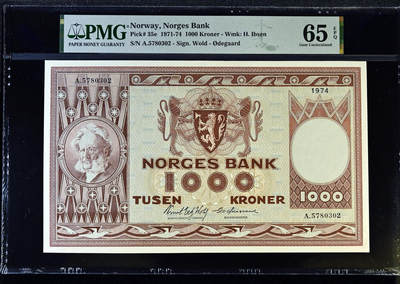 PMG
PAPER MONEY GUARANTY
Norway, Norges Bank
Pick# 35e 1971-74 1000 Kroner - Wmk: H. Ibsen
S/N A.5780302 - Sign. Wold - Odegaard
65 EPQ
Gem Uncirculated
A.5780302
1974
NORGES BANK
1000
TUSEN KRONER
1000
A.5780302